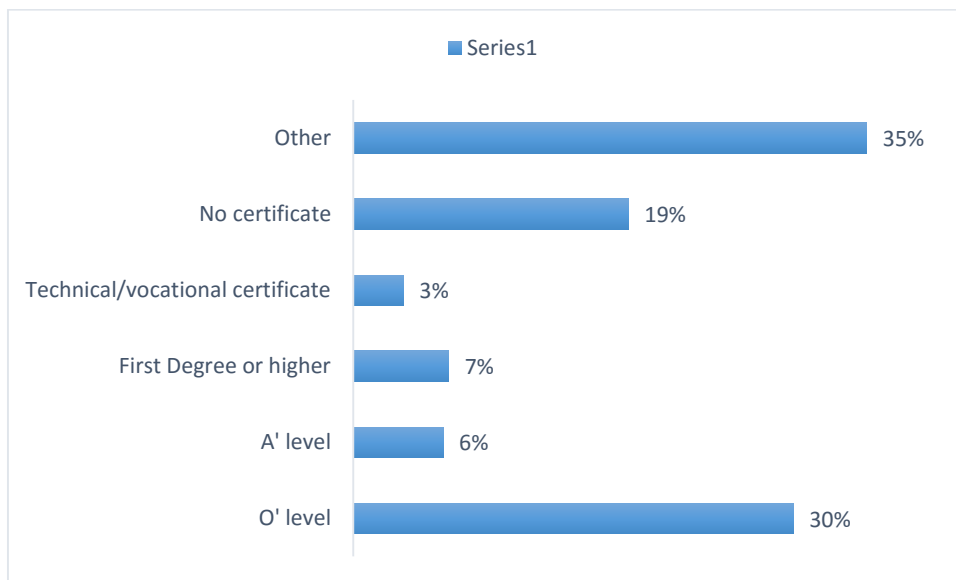 Series1
Other 35%
No certificate 19%
Technical/vocational certificate 3%
First Degree or higher 7%
A' level 6%
O' level 30%